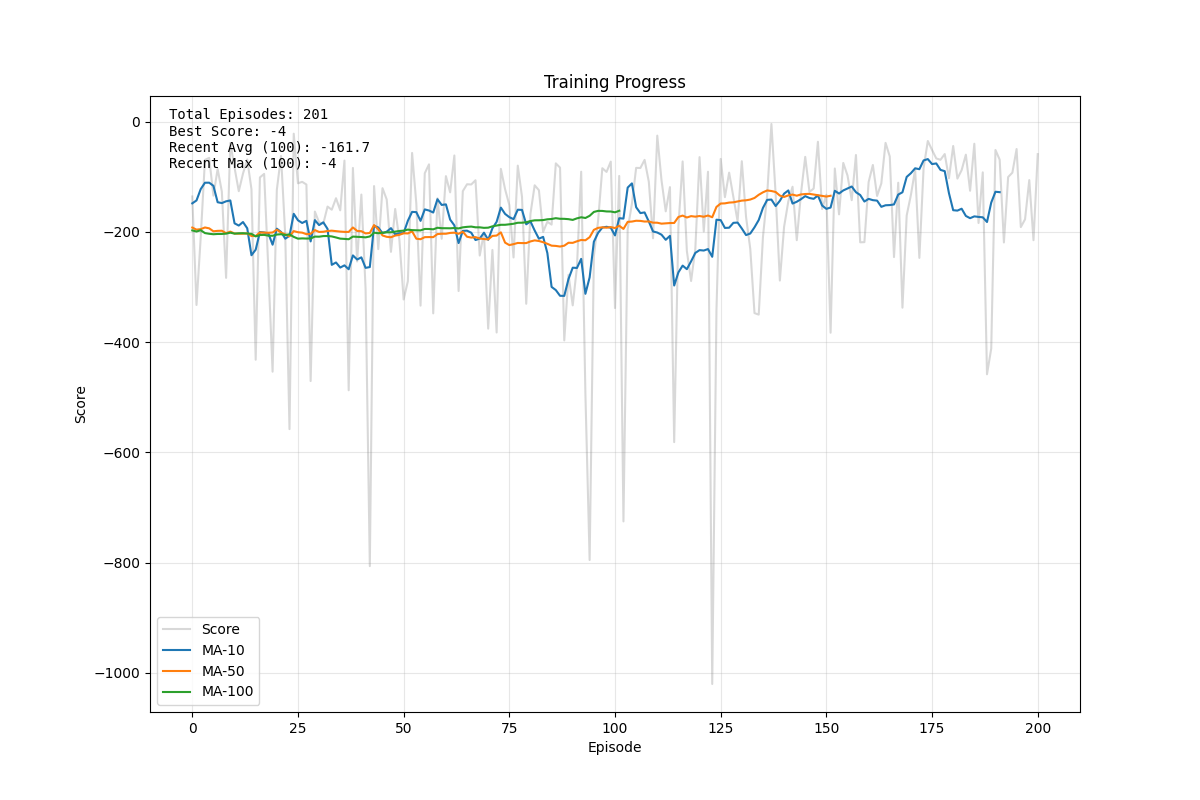 Training Progress
Total Episodes: 201
Best Score: -4
Recent Avg (100): -161.7
Recent Max (100): -4
0
−200
−400
−600
−800
−1000
Score
Score
MA-10
MA-50
MA-100
0 25 50 75 100 125 150 175 200
Episode